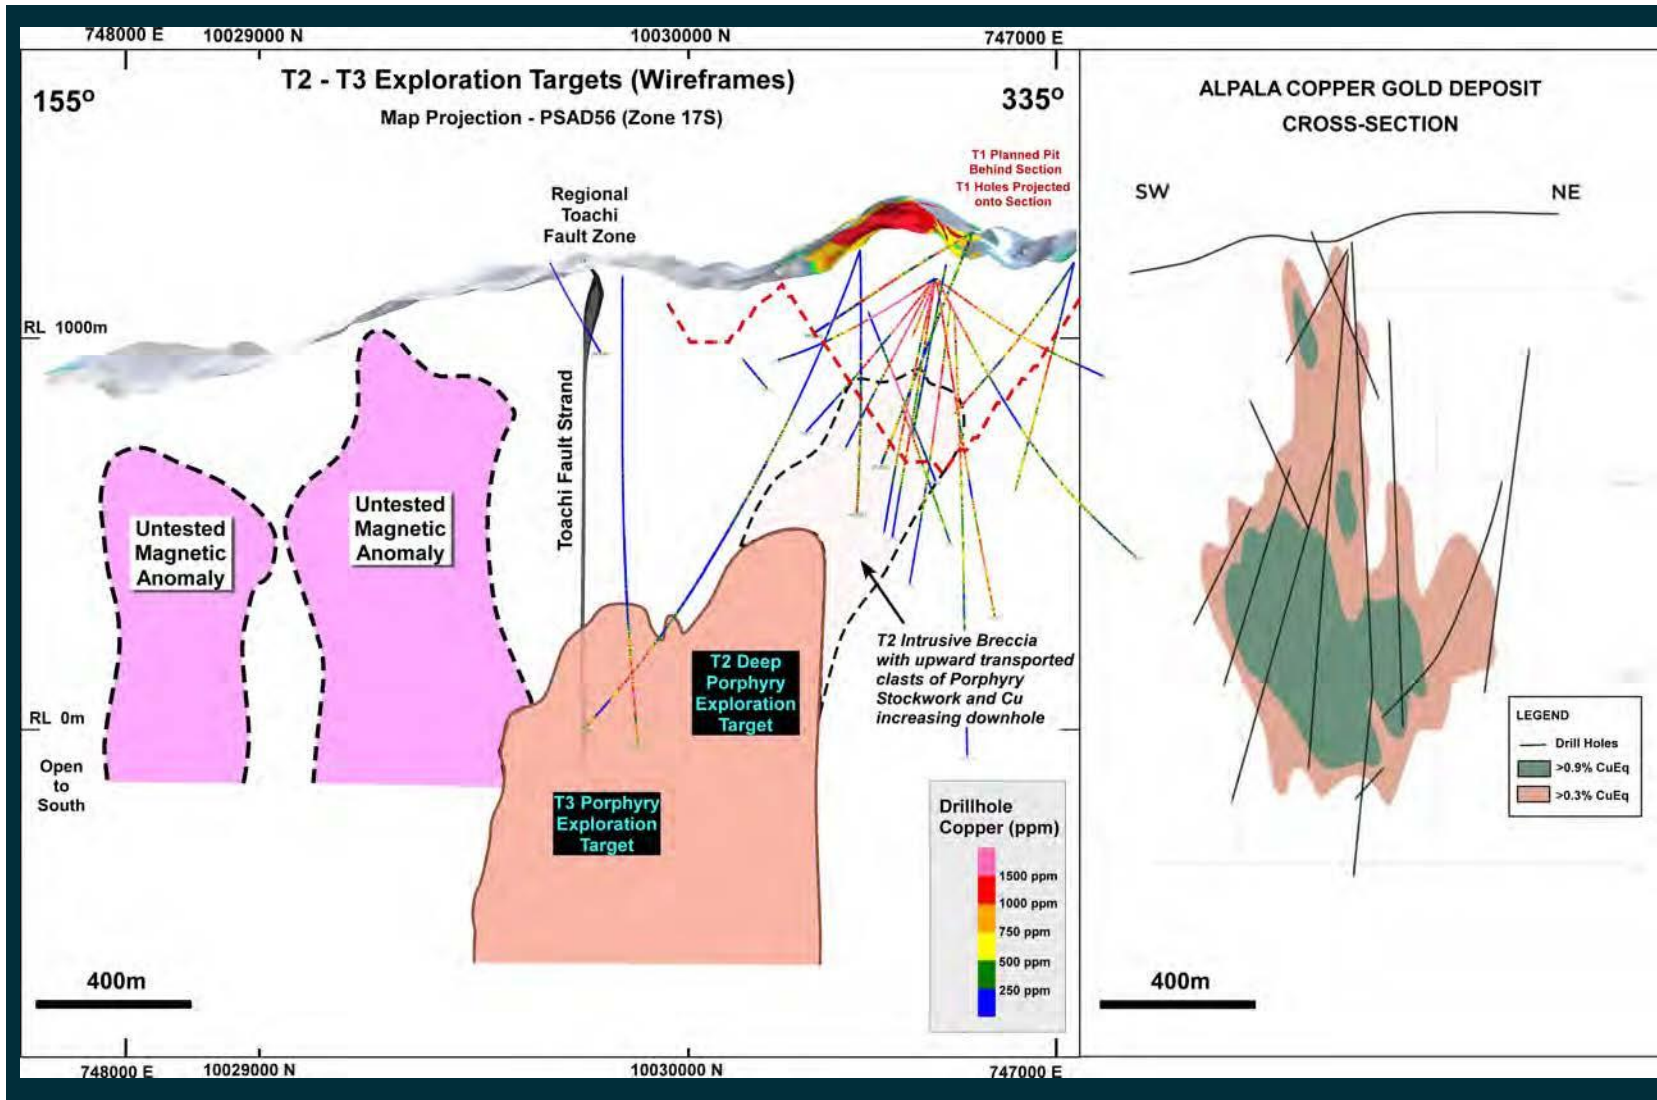 748000 E
10029000 N
10030000 N
747000 E
T2 - T3 Exploration Targets (Wireframes)
Map Projection - PSAD56 (Zone 17S)
155°
335°
T1 Planned Pit
Behind Section
T1 Holes Projected
onto Section
Regional
Toachi
Fault Zone
RL 1000m
Toachi Fault Strand
Untested
Magnetic
Anomaly
Untested
Magnetic
Anomaly
T2 Intrusive Breccia
with upward transported
clasts of Porphyry
Stockwork and Cu
increasing downhole
T2 Deep
Porphyry
Exploration
Target
RL 0m
Open
to
South
T3 Porphyry
Exploration
Target
Drillhole
Copper (ppm)
1500 ppm
1000 ppm
750 ppm
500 ppm
250 ppm
400m
748000 E
10029000 N
10030000 N
747000 E
ALPALA COPPER GOLD DEPOSIT
CROSS-SECTION
SW
NE
LEGEND
Drill Holes
>0.9% CuEq
>0.3% CuEq
400m